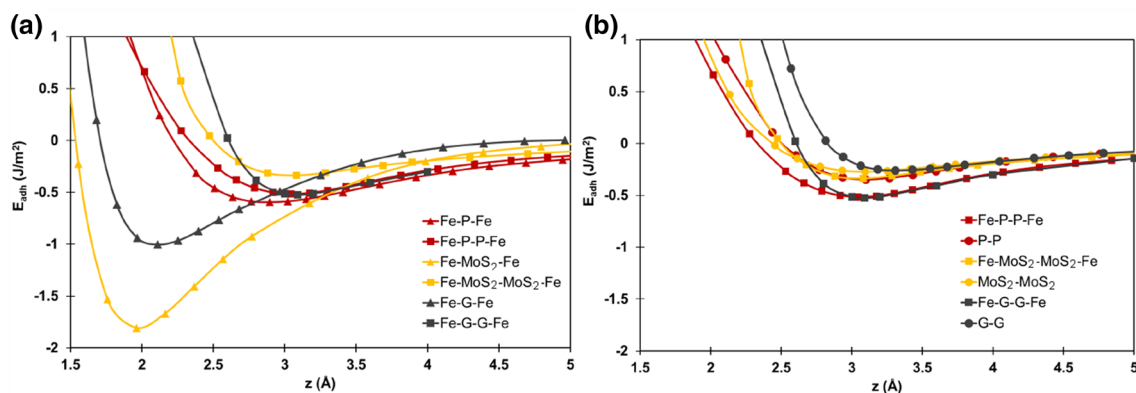 (a)
E_adh (J/m²)
1
0.5
0
-0.5
-1
-1.5
-2
1.5 2 2.5 3 3.5 4 4.5 5
z (Å)
Fe-P-Fe
Fe-P-P-Fe
Fe-MoS₂-Fe
Fe-MoS₂-MoS₂-Fe
Fe-G-Fe
Fe-G-G-Fe
(b)
E_adh (J/m²)
1
0.5
0
-0.5
-1
-1.5
-2
1.5 2 2.5 3 3.5 4 4.5 5
z (Å)
Fe-P-P-Fe
P-P
Fe-MoS₂-MoS₂-Fe
MoS₂-MoS₂
Fe-G-G-Fe
G-G